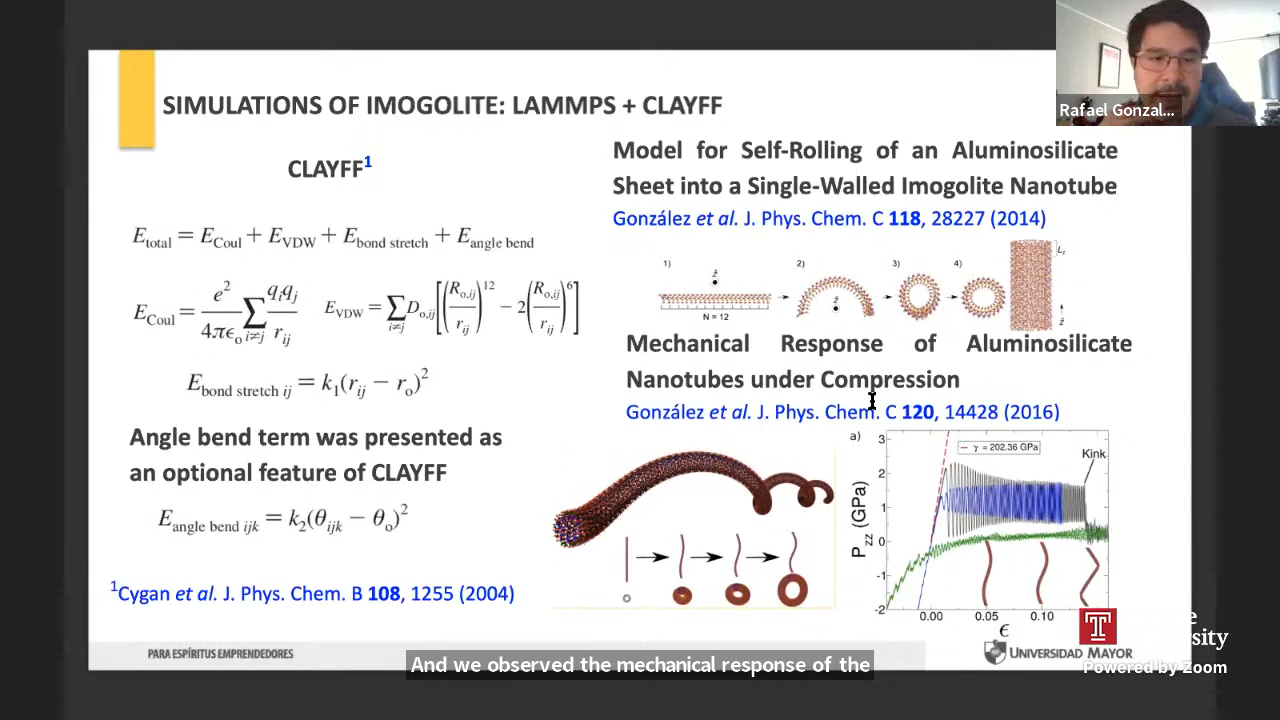 SIMULATIONS OF IMOGOLITE: LAMMPS + CLAYFF
Rafael Gonzal...
CLAYFF1
E_total = E_Coul + E_VDW + E_bond stretch + E_angle bend
E_Coul = e^2/4πϵ_o ∑_i≠j q_i q_j/r_ij
E_VDW = ∑_i≠j D_o,ij [(R_o,ij/r_ij)^12 − 2(R_o,ij/r_ij)^6]
E_bond stretch ij = k_1(r_ij − r_o)^2
Angle bend term was presented as
an optional feature of CLAYFF
E_angle bend ijk = k_2(θ_ijk − θ_o)^2
1Cygan et al. J. Phys. Chem. B 108, 1255 (2004)
Model for Self-Rolling of an Aluminosilicate
Sheet into a Single-Walled Imogolite Nanotube
González et al. J. Phys. Chem. C 118, 28227 (2014)
1) 2) 3) 4)
ẑ
ẑ
N = 12
L_z
ẑ
Mechanical Response of Aluminosilicate
Nanotubes under Compression
González et al. J. Phys. Chem. C 120, 14428 (2016)
a)
γ = 202.36 GPa
Kink
P_zz (GPa)
3
2
1
0
-1
-2
0.00 0.05 0.10
ϵ
PARA ESPÍRITUS EMPRENDEDORES
UNIVERSIDAD MAYOR
Powered by Zoom
And we observed the mechanical response of the